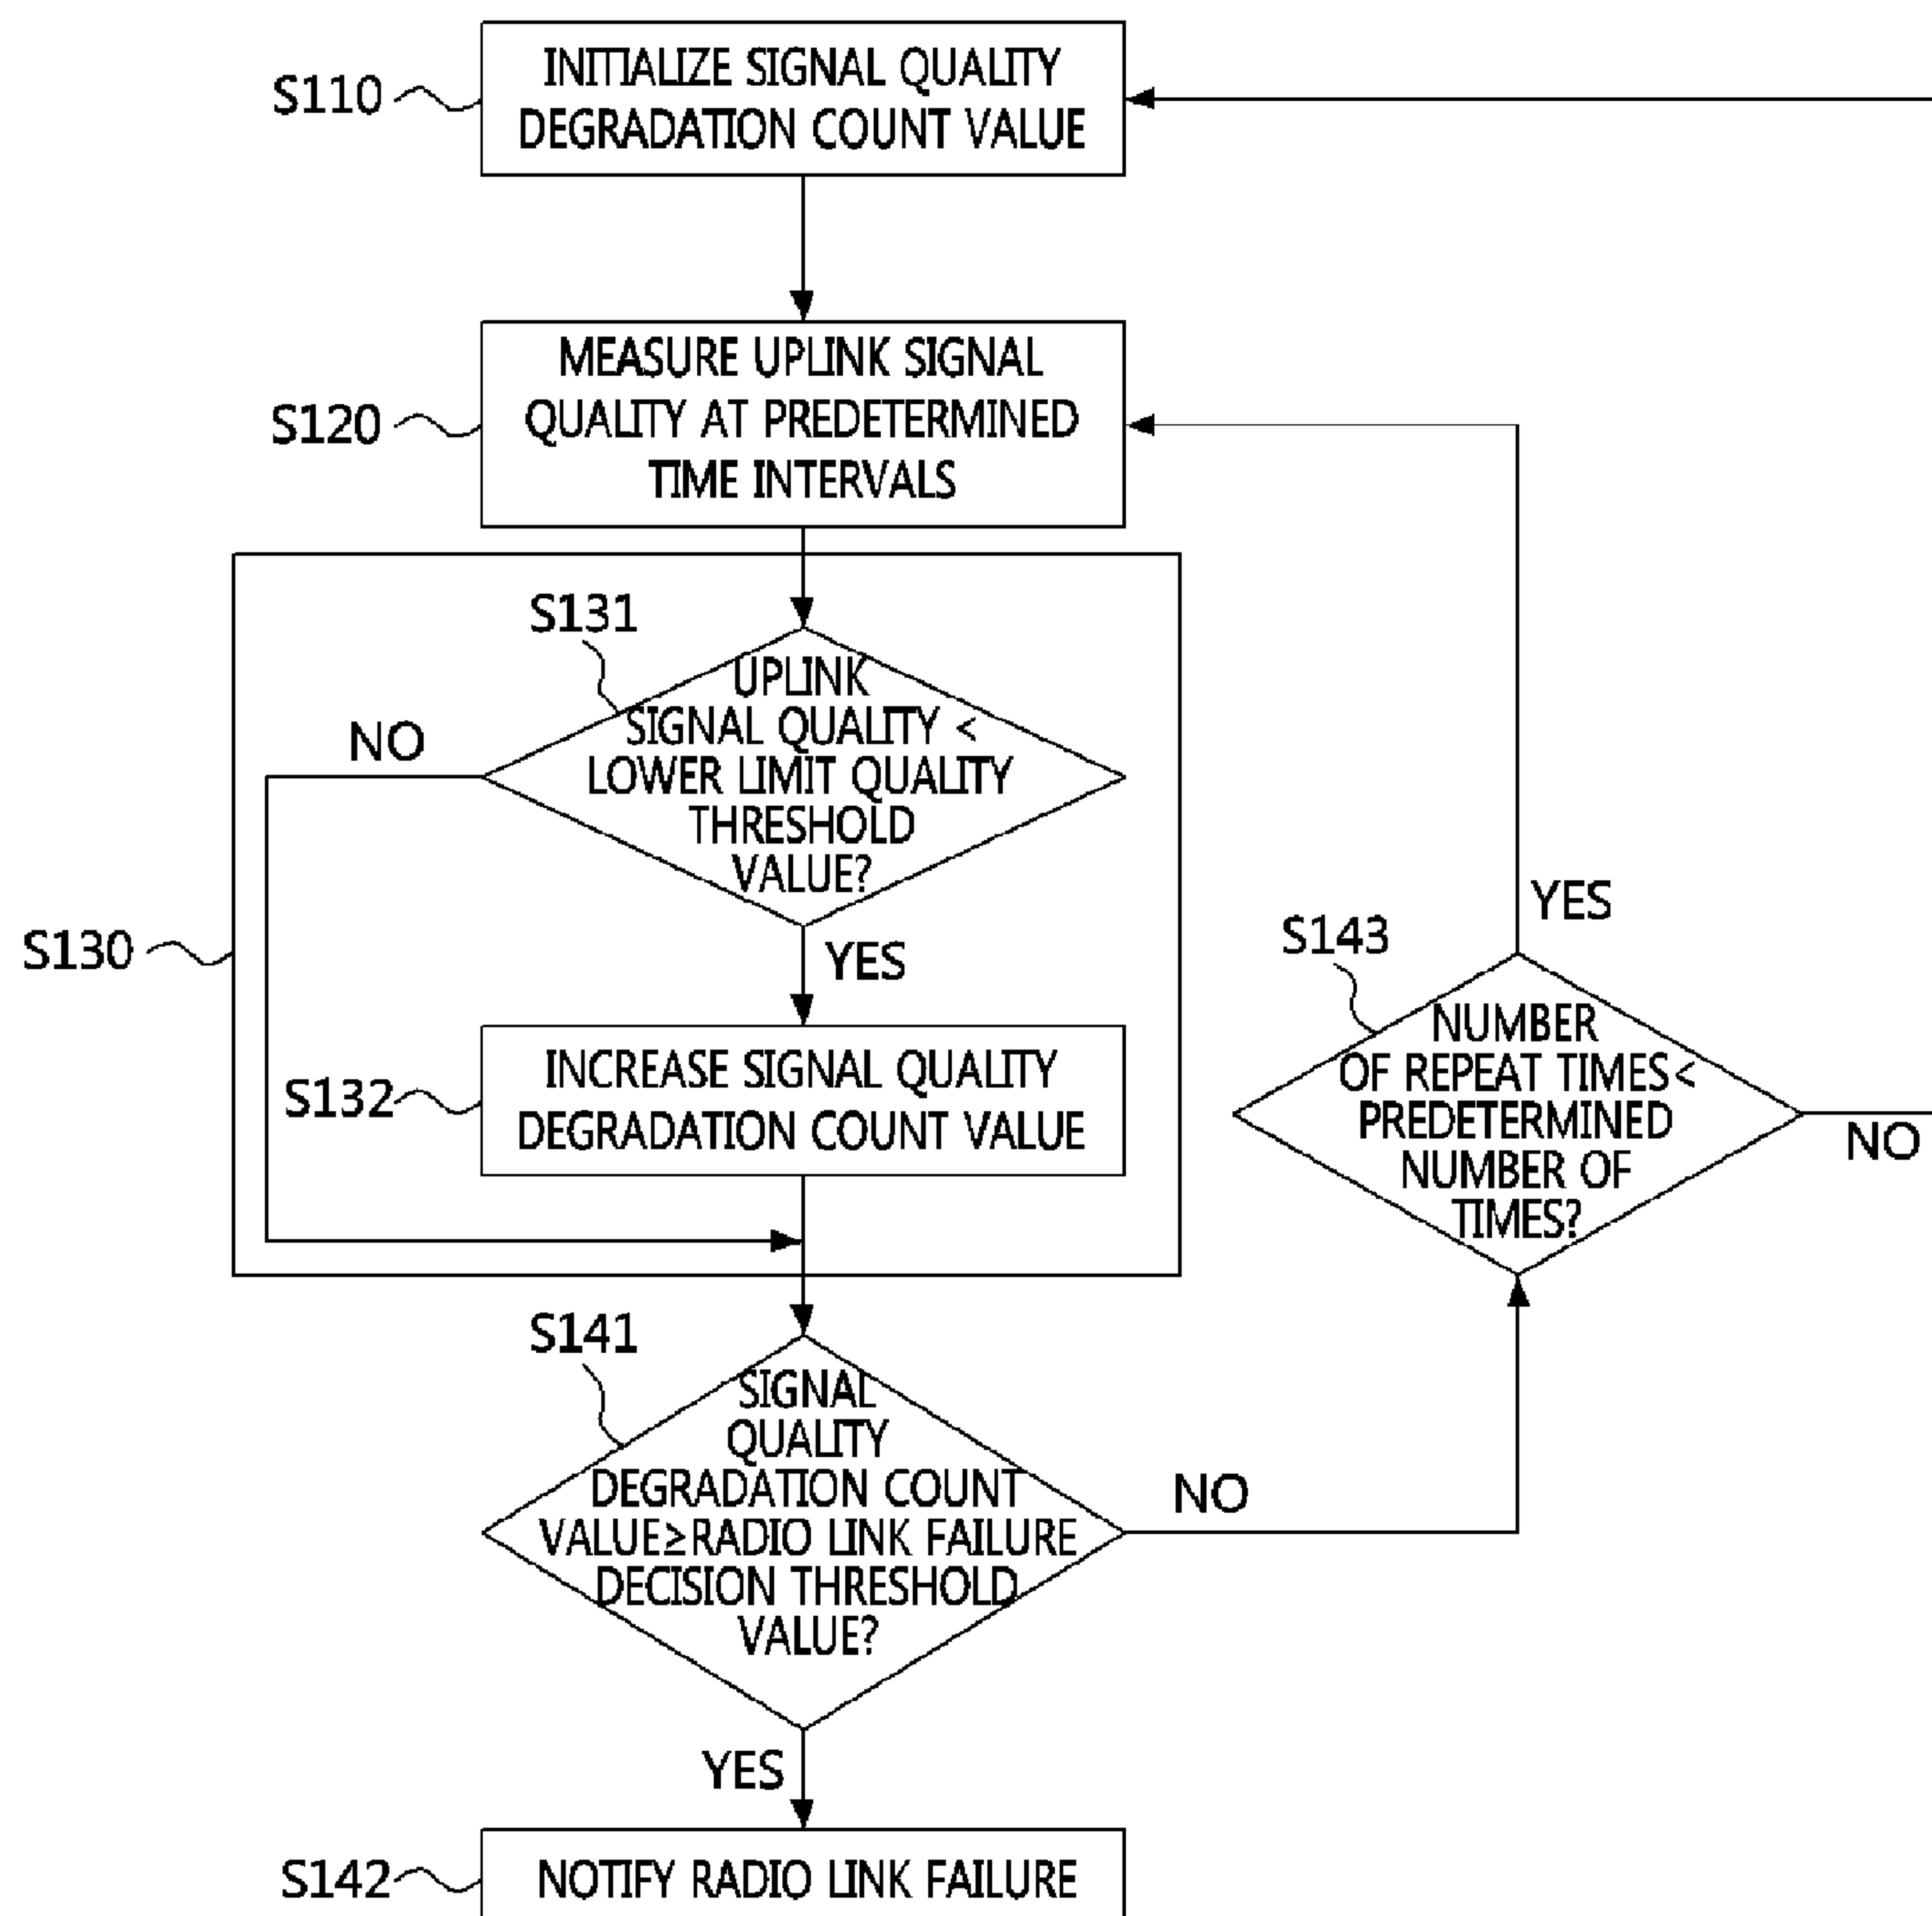 S110
INITIALIZE SIGNAL QUALITY
DEGRADATION COUNT VALUE
S120
MEASURE UPLINK SIGNAL
QUALITY AT PREDETERMINED
TIME INTERVALS
S130
S131
UPLINK
SIGNAL QUALITY <
LOWER LIMIT QUALITY
THRESHOLD
VALUE?
NO
YES
S132
INCREASE SIGNAL QUALITY
DEGRADATION COUNT VALUE
S143
YES
NUMBER
OF REPEAT TIMES<
PREDETERMINED
NUMBER OF
TIMES?
NO
S141
SIGNAL
QUALITY
DEGRADATION COUNT
VALUE≥RADIO LINK FAILURE
DECISION THRESHOLD
VALUE?
NO
YES
S142
NOTIFY RADIO LINK FAILURE